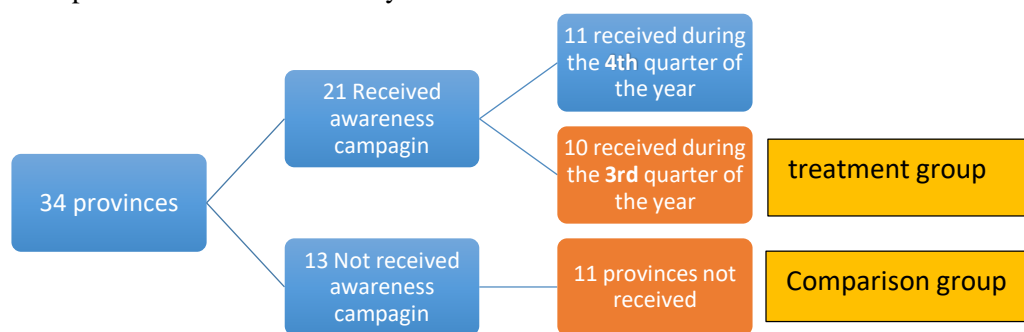 34 provinces
21 Received
awareness
campagin
13 Not received
awareness
campagin
11 received during
the 4th quarter of
the year
10 received during
the 3rd quarter of
the year
11 provinces not
received
treatment group
Comparison group